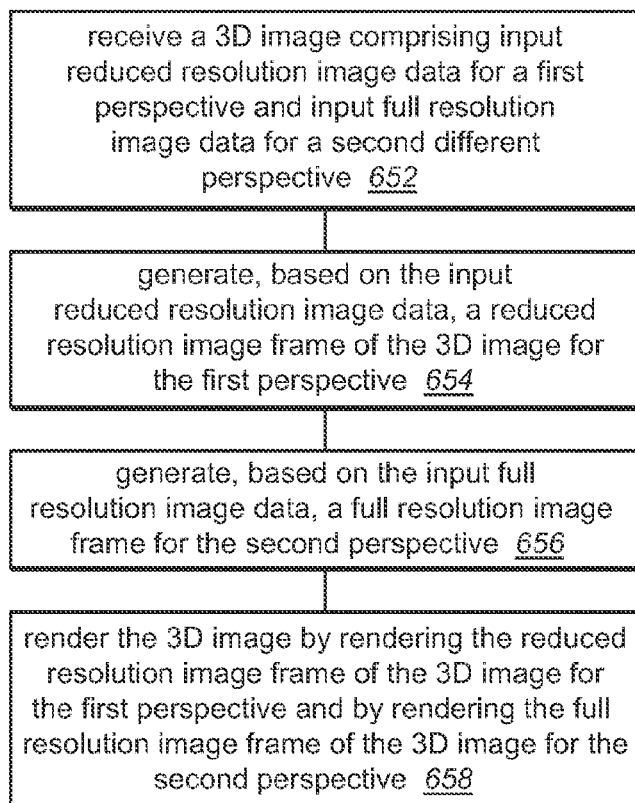 receive a 3D image comprising input
reduced resolution image data for a first
perspective and input full resolution
image data for a second different
perspective 652
generate, based on the input
reduced resolution image data, a reduced
resolution image frame of the 3D image for
the first perspective 654
generate, based on the input full
resolution image data, a full resolution image
frame for the second perspective 656
render the 3D image by rendering the reduced
resolution image frame of the 3D image for
the first perspective and by rendering the full
resolution image frame of the 3D image for the
second perspective 658